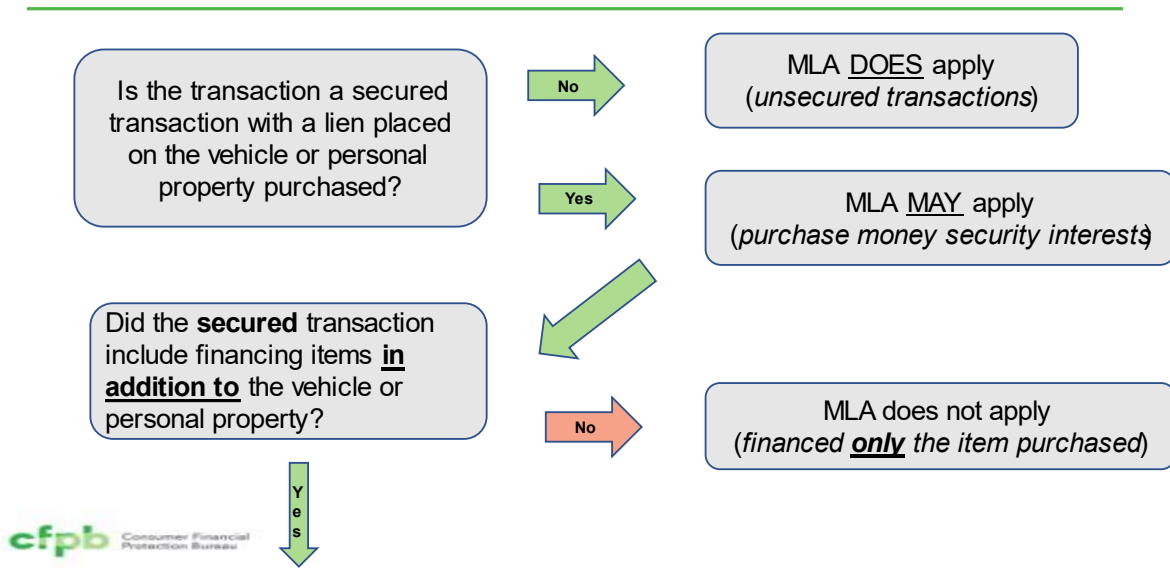 Is the transaction a secured
transaction with a lien placed
on the vehicle or personal
property purchased?
No
MLA DOES apply
(unsecured transactions)
Yes
MLA MAY apply
(purchase money security interests)
Did the secured transaction
include financing items in
addition to the vehicle or
personal property?
No
MLA does not apply
(financed only the item purchased)
Yes
cfpb Consumer Financial
Protection Bureau